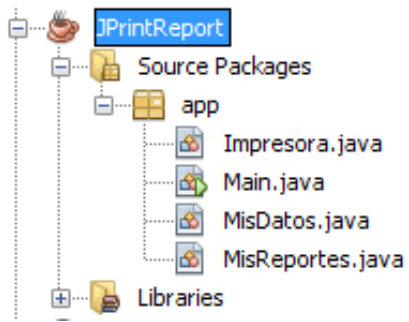 JPrintReport
Source Packages
app
Impresora.java
Main.java
MisDatos.java
MisReportes.java
Libraries